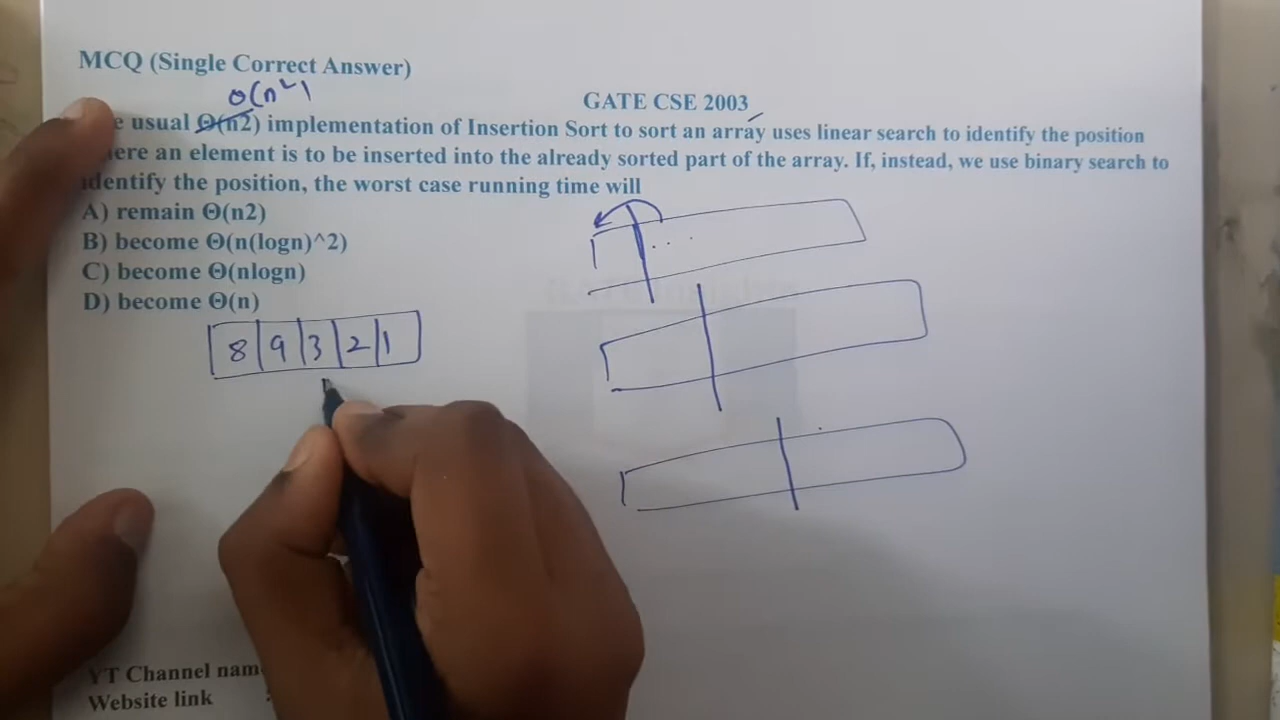 MCQ (Single Correct Answer)
θ(n²)
GATE CSE 2003
e usual Θ(n2) implementation of Insertion Sort to sort an array uses linear search to identify the position
ere an element is to be inserted into the already sorted part of the array. If, instead, we use binary search to
identify the position, the worst case running time will
A) remain Θ(n2)
B) become Θ(n(logn)^2)
C) become Θ(nlogn)
D) become Θ(n)
8 9 3 2 1
YT Channel nam
Website link :